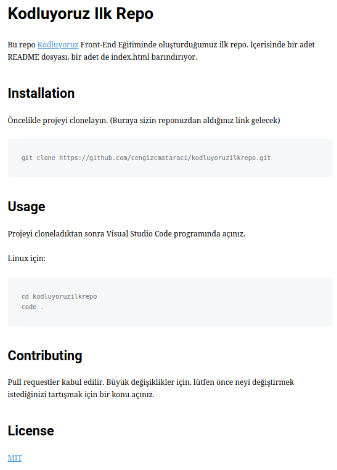 Kodluyoruz Ilk Repo
Bu repo Kodluyoruz Front-End Eğitiminde oluşturduğumuz ilk repo. İçerisinde bir adet
README dosyası, bir adet de index.html barındırıyor.
Installation
Öncelikle projeyi clonelayın. (Buraya sizin reponuzdan aldığınız link gelecek)
git clone https://github.com/cengizcmataraci/kodluyoruzilkrepo.git
Usage
Projeyi cloneladıktan sonra Visual Studio Code programında açınız.
Linux için:
cd kodluyoruzilkrepo
code .
Contributing
Pull requestler kabul edilir. Büyük değişiklikler için, lütfen önce neyi değiştirmek
istediğinizi tartışmak için bir konu açınız.
License
MIT